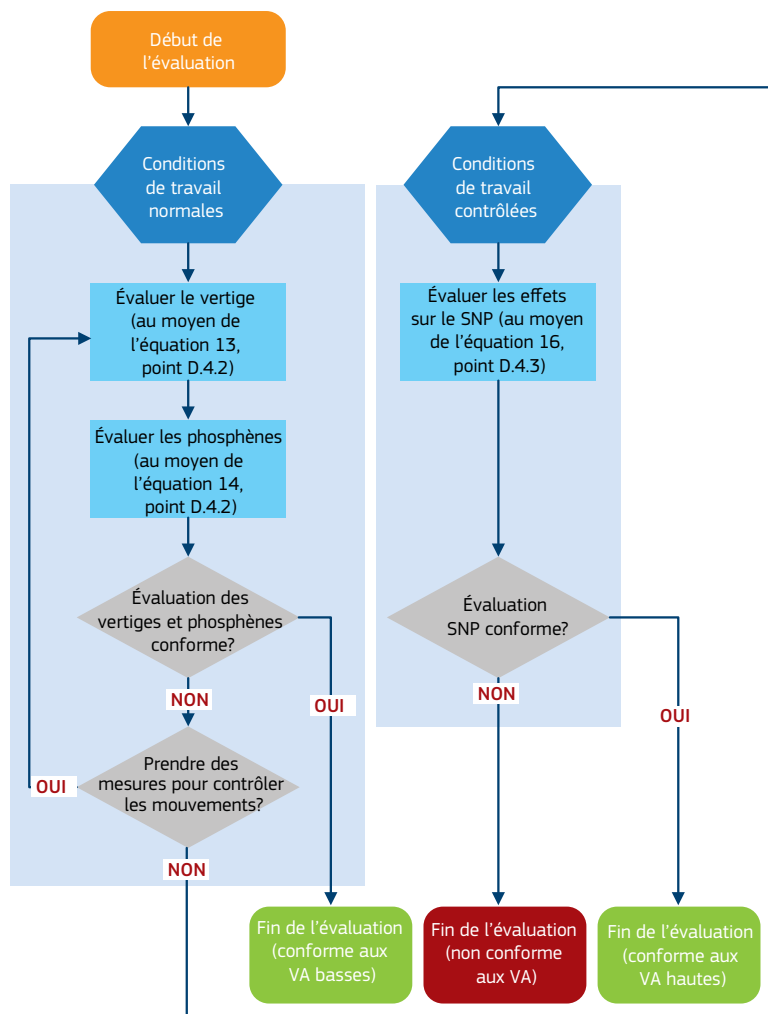 Début de
l'évaluation
Conditions
de travail
normales
Évaluer le vertige
(au moyen de
l'équation 13,
point D.4.2)
Évaluer les phosphènes
(au moyen de
l'équation 14,
point D.4.2)
Évaluation des
vertiges et phosphènes
conforme?
NON
OUI
Prendre des
mesures pour contrôler
les mouvements?
OUI
NON
Conditions
de travail
contrôlées
Évaluer les effets
sur le SNP (au moyen
de l'équation 16,
point D.4.3)
Évaluation
SNP conforme?
NON
OUI
Fin de l'évaluation
(conforme aux
VA basses)
Fin de l'évaluation
(non conforme
aux VA)
Fin de l'évaluation
(conforme aux
VA hautes)